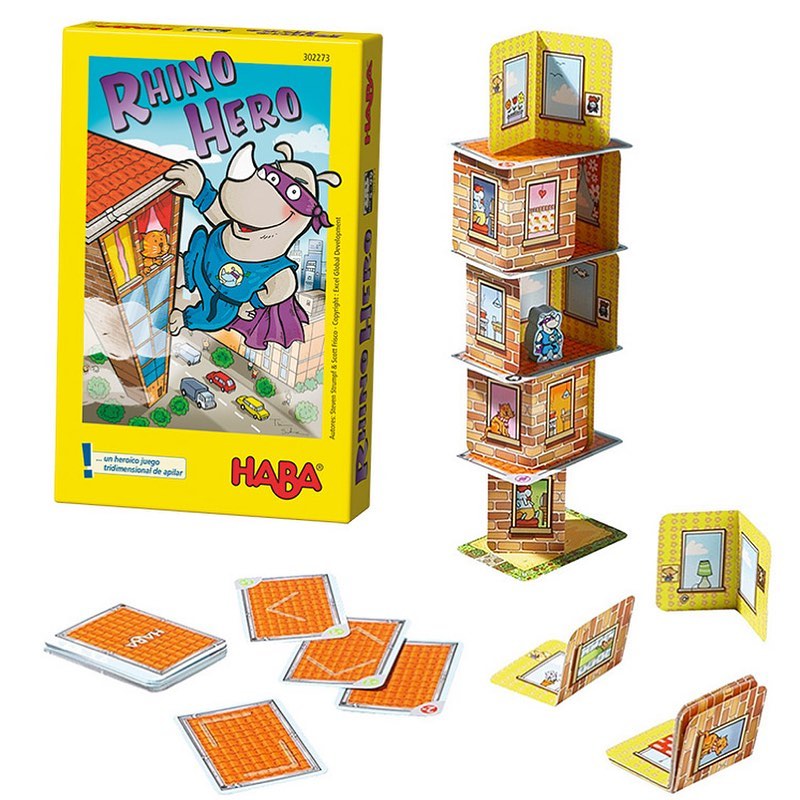 302273
RHINO
HERO
HABA
RHINO HERO
Autores: Steven Strumpf & Scott Frisco - Copyright: Excel Global Development
! ... un heroico juego
tridimensional de apilar
HABA®
HABA